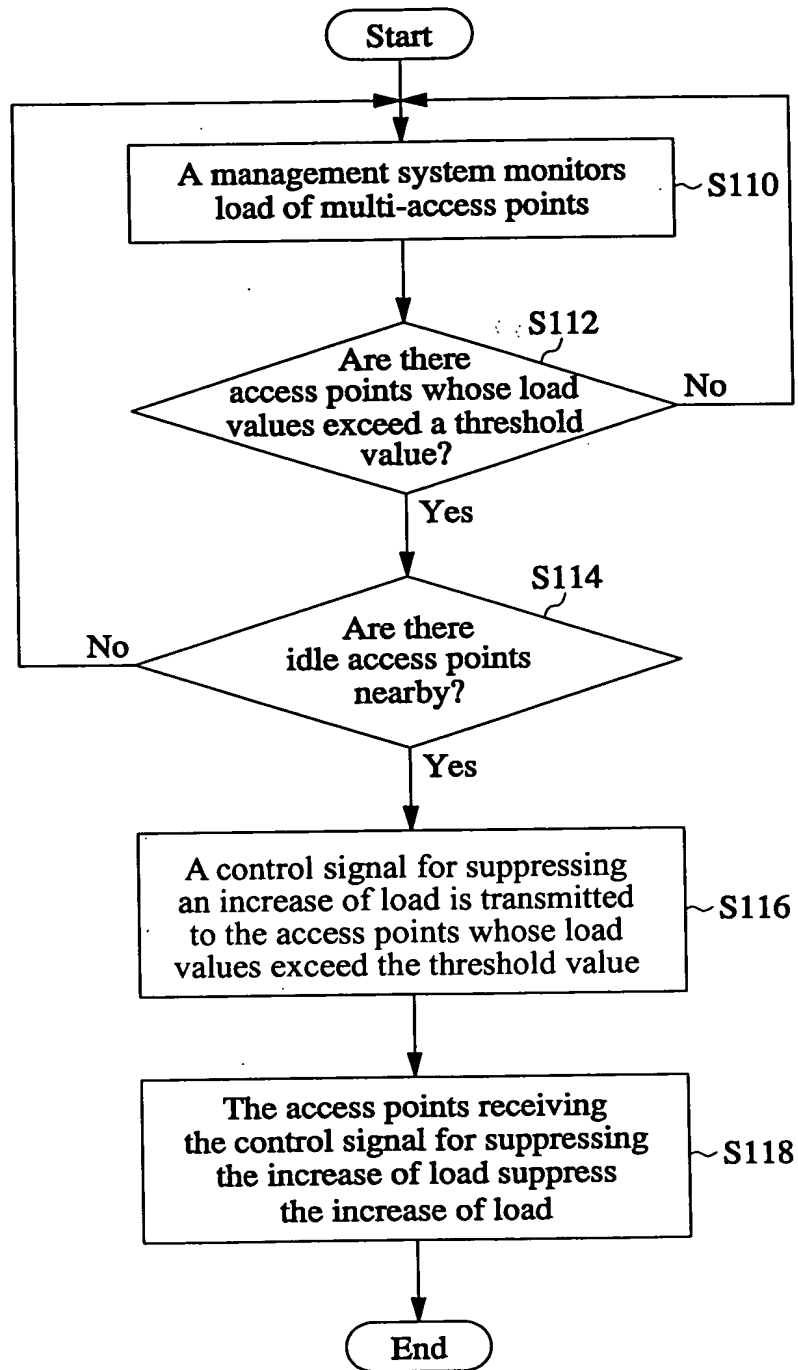 Start
A management system monitors
load of multi-access points
S110
S112
Are there
access points whose load
values exceed a threshold
value?
No
Yes
S114
Are there
idle access points
nearby?
No
Yes
A control signal for suppressing
an increase of load is transmitted
to the access points whose load
values exceed the threshold value
S116
The access points receiving
the control signal for suppressing
the increase of load suppress
the increase of load
S118
End